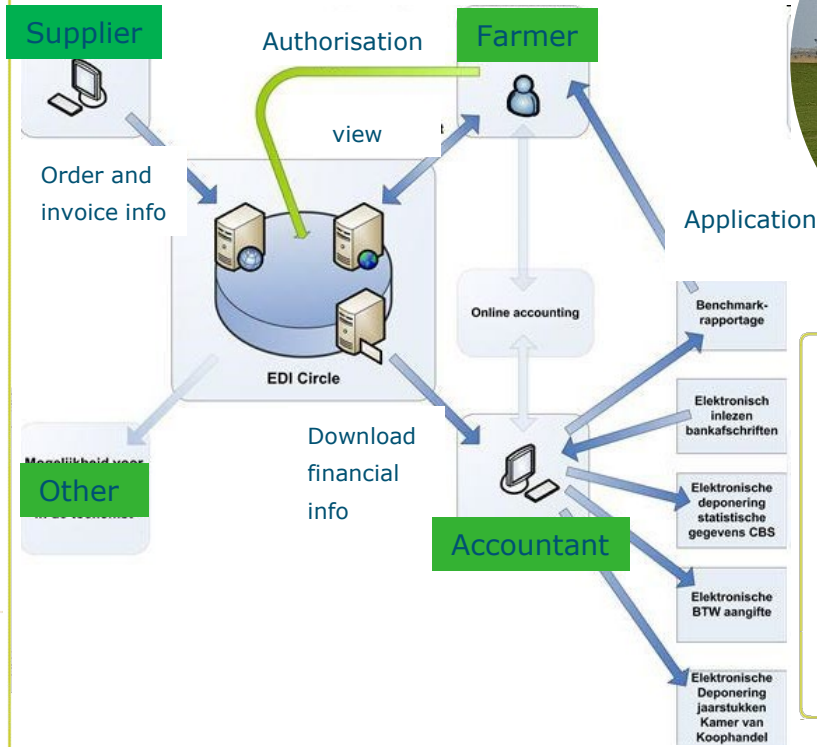 Supplier
Authorisation
Farmer
view
Order and
invoice info
Application
Online accounting
Benchmark-
rapportage
EDI Circle
Elektronisch
inlezen
bankafschriften
Download
financial
info
Other
Elektronische
deponering
statistische
gegevens CBS
Accountant
Elektronische
BTW aangifte
Elektronische
Deponering
jaarstukken
Kamer van
Koophandel